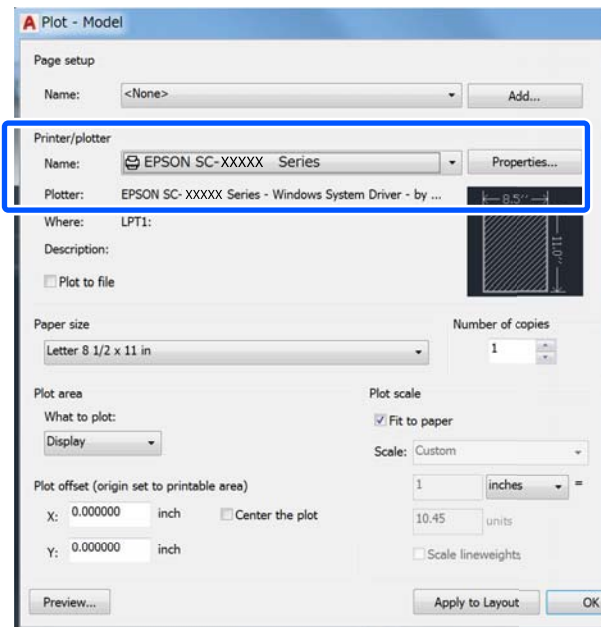 A Plot - Model
Page setup
Name: <None> Add...
Printer/plotter
Name: EPSON SC-XXXXX Series Properties...
Plotter: EPSON SC- XXXXX Series - Windows System Driver - by ...
8.5''
Where: LPT1:
11.0''
Description:
Plot to file
Paper size Number of copies
Letter 8 1/2 x 11 in 1
Plot area Plot scale
What to plot: Fit to paper
Display Scale: Custom
Plot offset (origin set to printable area) 1 inches =
X: 0.000000 inch Center the plot 10.45 units
Y: 0.000000 inch Scale lineweights
Preview... Apply to Layout OK